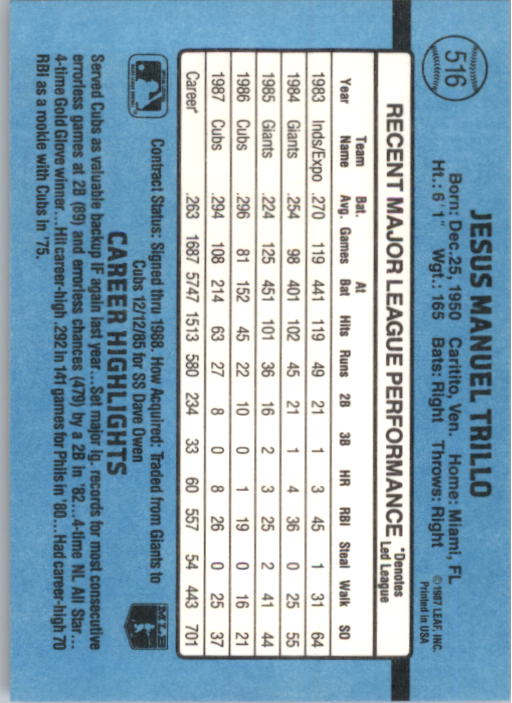 516
JESUS MANUEL TRILLO
Born: Dec. 25, 1950 Caritito, Ven. Home: Miami, FL
Ht.: 6'1" Wgt.: 165 Bats: Right Throws: Right
©1987 LEAF, INC.
Printed in USA
RECENT MAJOR LEAGUE PERFORMANCE *Denotes Led League
Year Team Name Bat. Avg. Games At Bat Hits Runs 2B 3B HR RBI Steal Walk SO
1983 Inds/Expo .270 119 441 119 49 21 1 3 45 1 31 64
1984 Giants .254 98 401 102 45 21 1 4 36 0 25 55
1985 Giants .224 125 451 101 36 16 2 3 25 2 41 44
1986 Cubs .296 81 152 45 22 10 0 1 19 0 16 21
1987 Cubs .294 108 214 63 27 8 0 8 26 0 25 37
Career .263 1687 5747 1513 580 234 33 60 557 54 443 701
Contract Status: Signed thru 1988. How Acquired: Traded from Giants to
Cubs 12/12/85 for SS Dave Owen
MLB
CAREER HIGHLIGHTS
Served Cubs as valuable backup IF again last year...Set major lg. records for most consecutive
errorless games at 2B (89) and errorless chances (479) by a 2B in '82...4-time NL All Star...
4-time Gold Glove winner...Hit career-high .292 in 141 games for Phils in '80...Had career-high 70
RBI as a rookie with Cubs in '75.